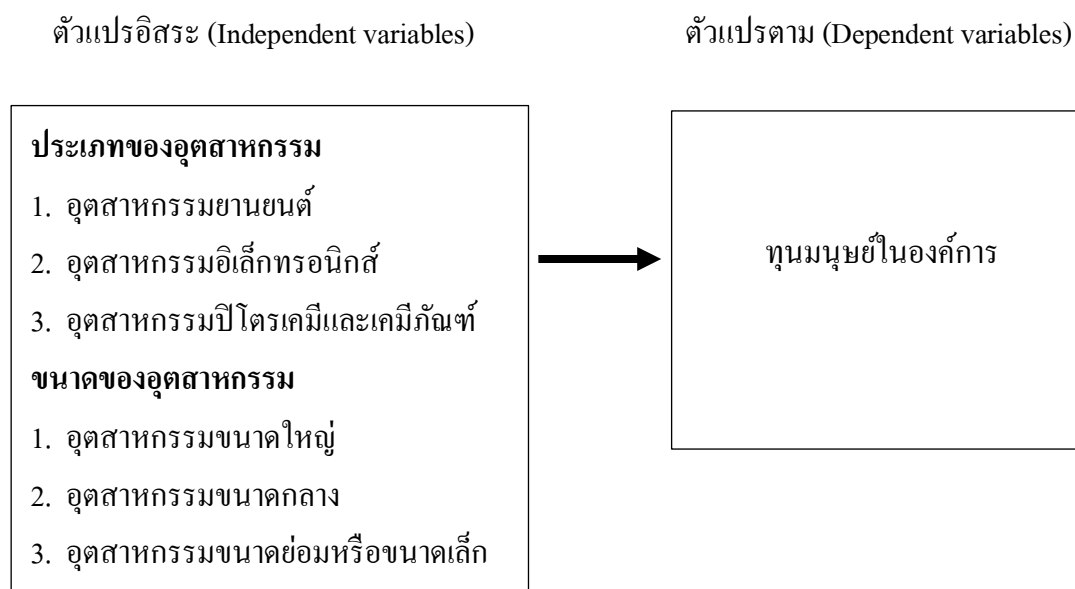 ตัวแปรอิสระ (Independent variables)
ตัวแปรตาม (Dependent variables)
ประเภทของอุตสาหกรรม
1. อุตสาหกรรมยานยนต์
2. อุตสาหกรรมอิเล็กทรอนิกส์
3. อุตสาหกรรมปิโตรเคมีและเคมีภัณฑ์
ขนาดของอุตสาหกรรม
1. อุตสาหกรรมขนาดใหญ่
2. อุตสาหกรรมขนาดกลาง
3. อุตสาหกรรมขนาดย่อมหรือขนาดเล็ก
ทุนมนุษย์ในองค์การ